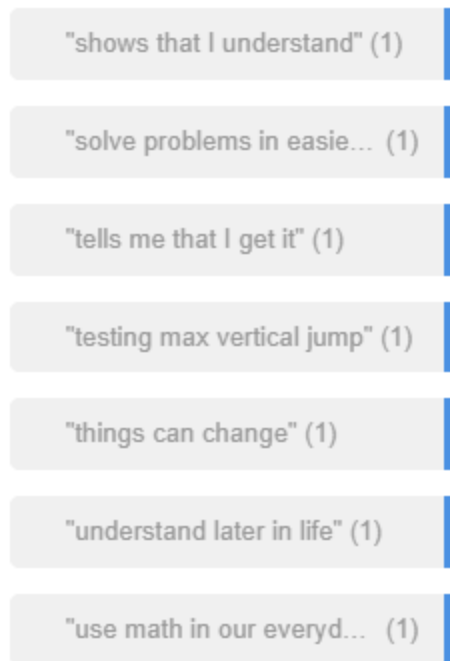 "shows that I understand" (1)
"solve problems in easie... (1)
"tells me that I get it" (1)
"testing max vertical jump" (1)
"things can change" (1)
"understand later in life" (1)
"use math in our everyd... (1)